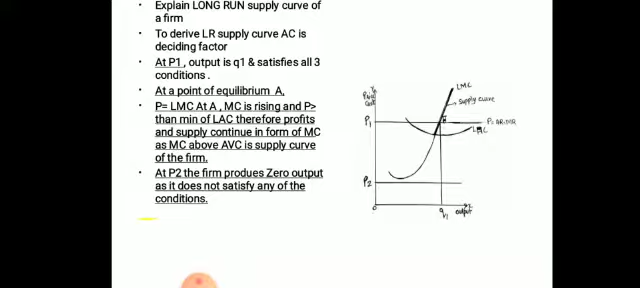 • Explain LONG RUN supply curve of
a firm
• To derive LR supply curve AC is
deciding factor
• At P1 , output is q1 & satisfies all 3
conditions .
• At a point of equilibrium A,
• P= LMC At A , MC is rising and P>
than min of LAC therefore profits
and supply continue in form of MC
as MC above AVC is supply curve
of the firm.
• At P2 the firm produces Zero output
as it does not satisfy any of the
conditions.
LMC
supply curve
P1
P=AR=MR
P2
0
q1 output